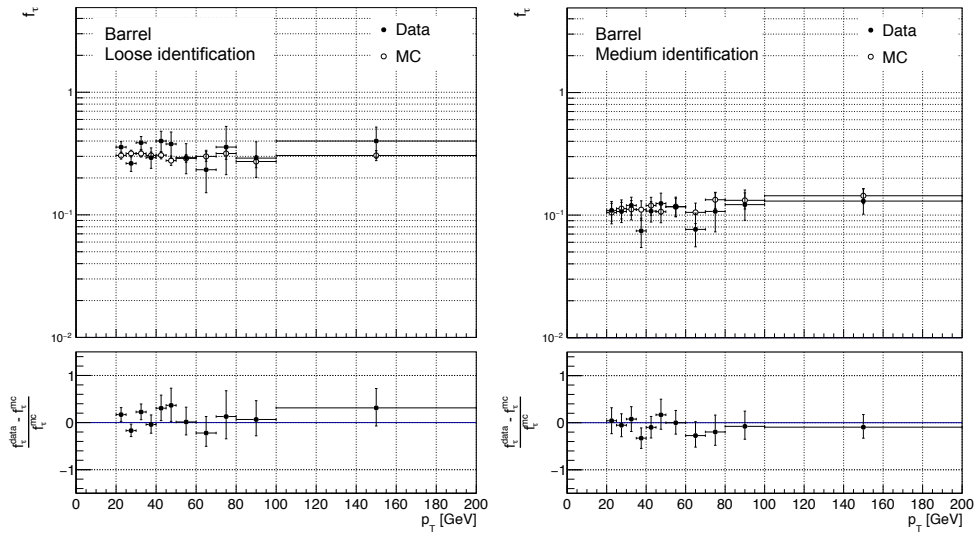 f_τ
Barrel
Loose identification
Data
MC
1
10⁻¹
10⁻²
f_τ^data - f_τ^mc
f_τ^mc
1
0
−1
0 20 40 60 80 100 120 140 160 180 200
p_T [GeV]
f_τ
Barrel
Medium identification
Data
MC
1
10⁻¹
10⁻²
f_τ^data - f_τ^mc
f_τ^mc
1
0
−1
0 20 40 60 80 100 120 140 160 180 200
p_T [GeV]